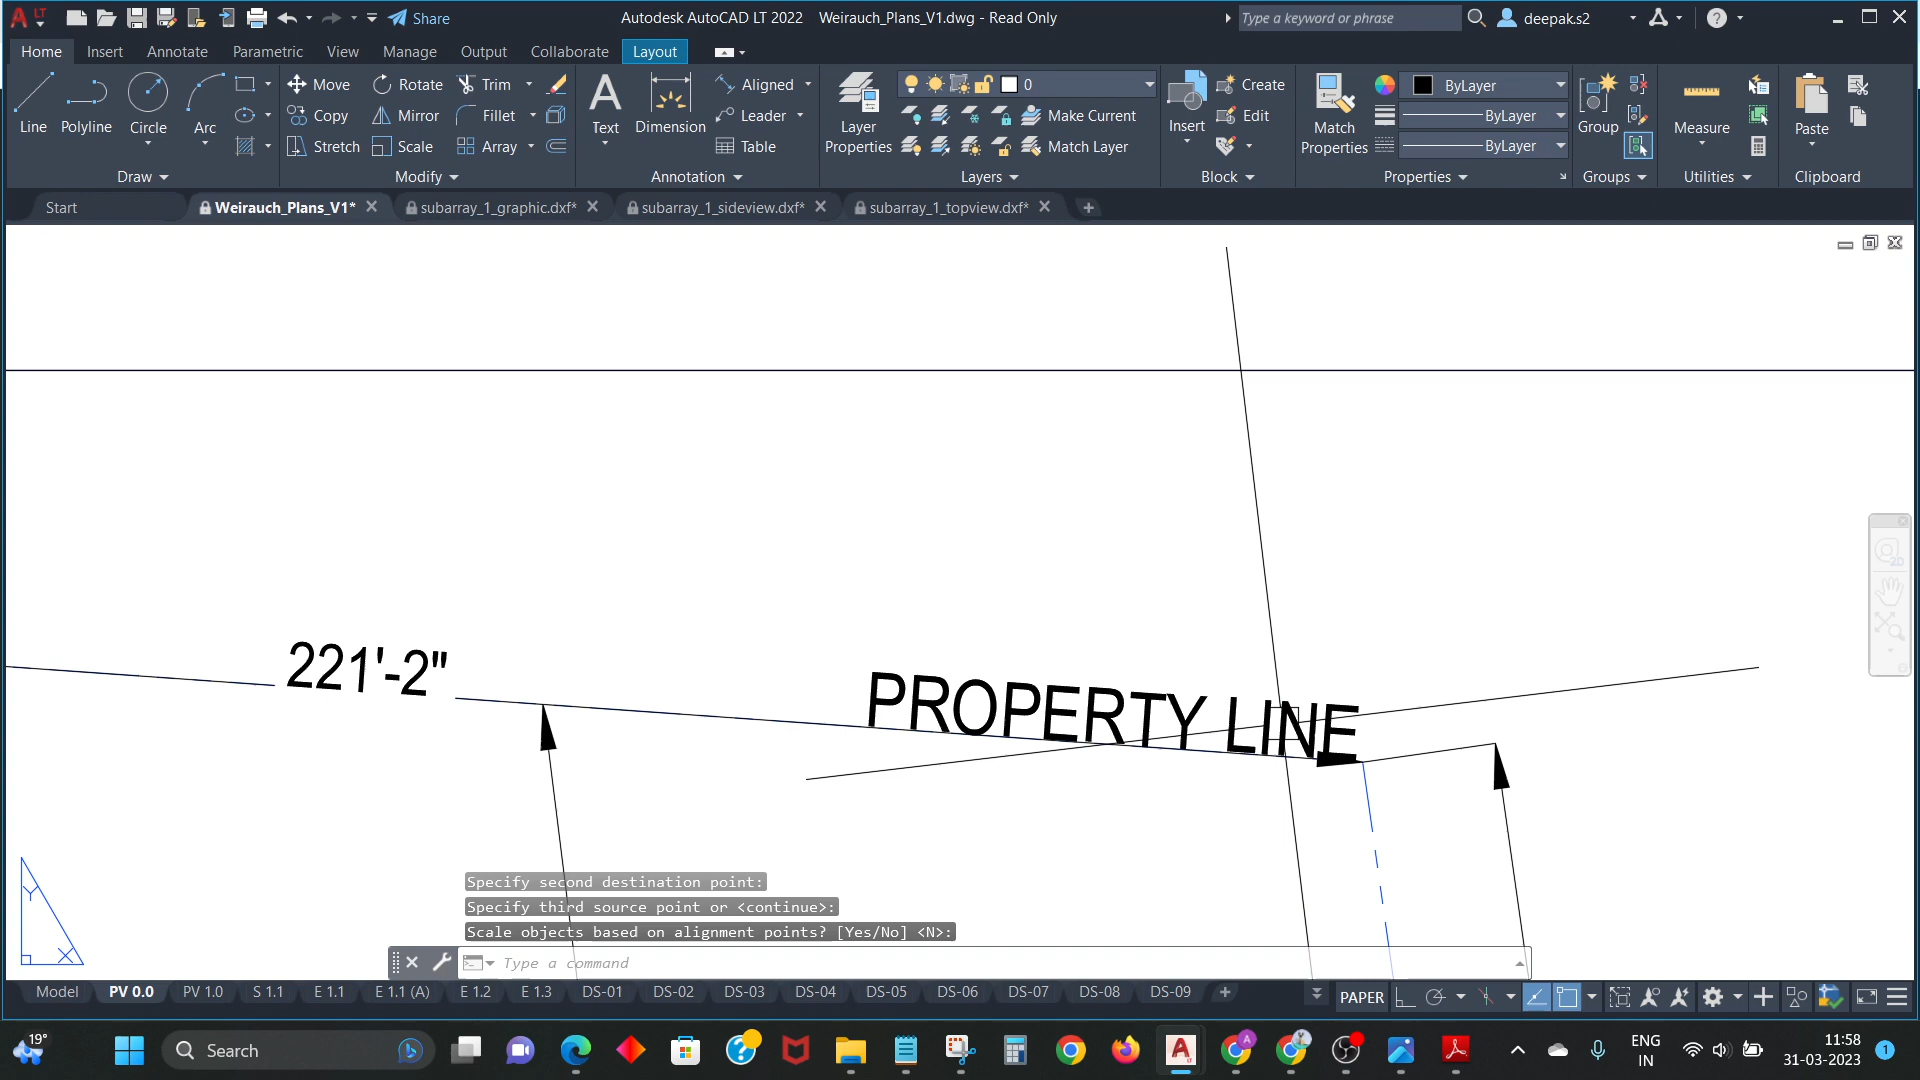 LT
Share
Autodesk AutoCAD LT 2022 Weirauch_Plans_V1.dwg - Read Only
Type a keyword or phrase
deepak.s2
Home Insert Annotate Parametric View Manage Output Collaborate Layout
Move Rotate Trim Aligned 0 Create ByLayer
Line Polyline Circle Arc Copy Mirror Fillet Text Dimension Leader Layer Properties Make Current Insert Edit Match Properties ByLayer Group Measure Paste
Stretch Scale Array Table Match Layer ByLayer
Draw Modify Annotation Layers Block Properties Groups Utilities Clipboard
Start Weirauch_Plans_V1* subarray_1_graphic.dxf* subarray_1_sideview.dxf* subarray_1_topview.dxf*
2D
221'-2"
PROPERTY LINE
Y
X
Specify second destination point:
Specify third source point or <continue>:
Scale objects based on alignment points? [Yes/No] <N>:
Type a command
Model PV 0.0 PV 1.0 S 1.1 E 1.1 E 1.1 (A) E 1.2 E 1.3 DS-01 DS-02 DS-03 DS-04 DS-05 DS-06 DS-07 DS-08 DS-09 PAPER
19°
Search
A LT
A
ENG
IN
11:58
31-03-2023
1